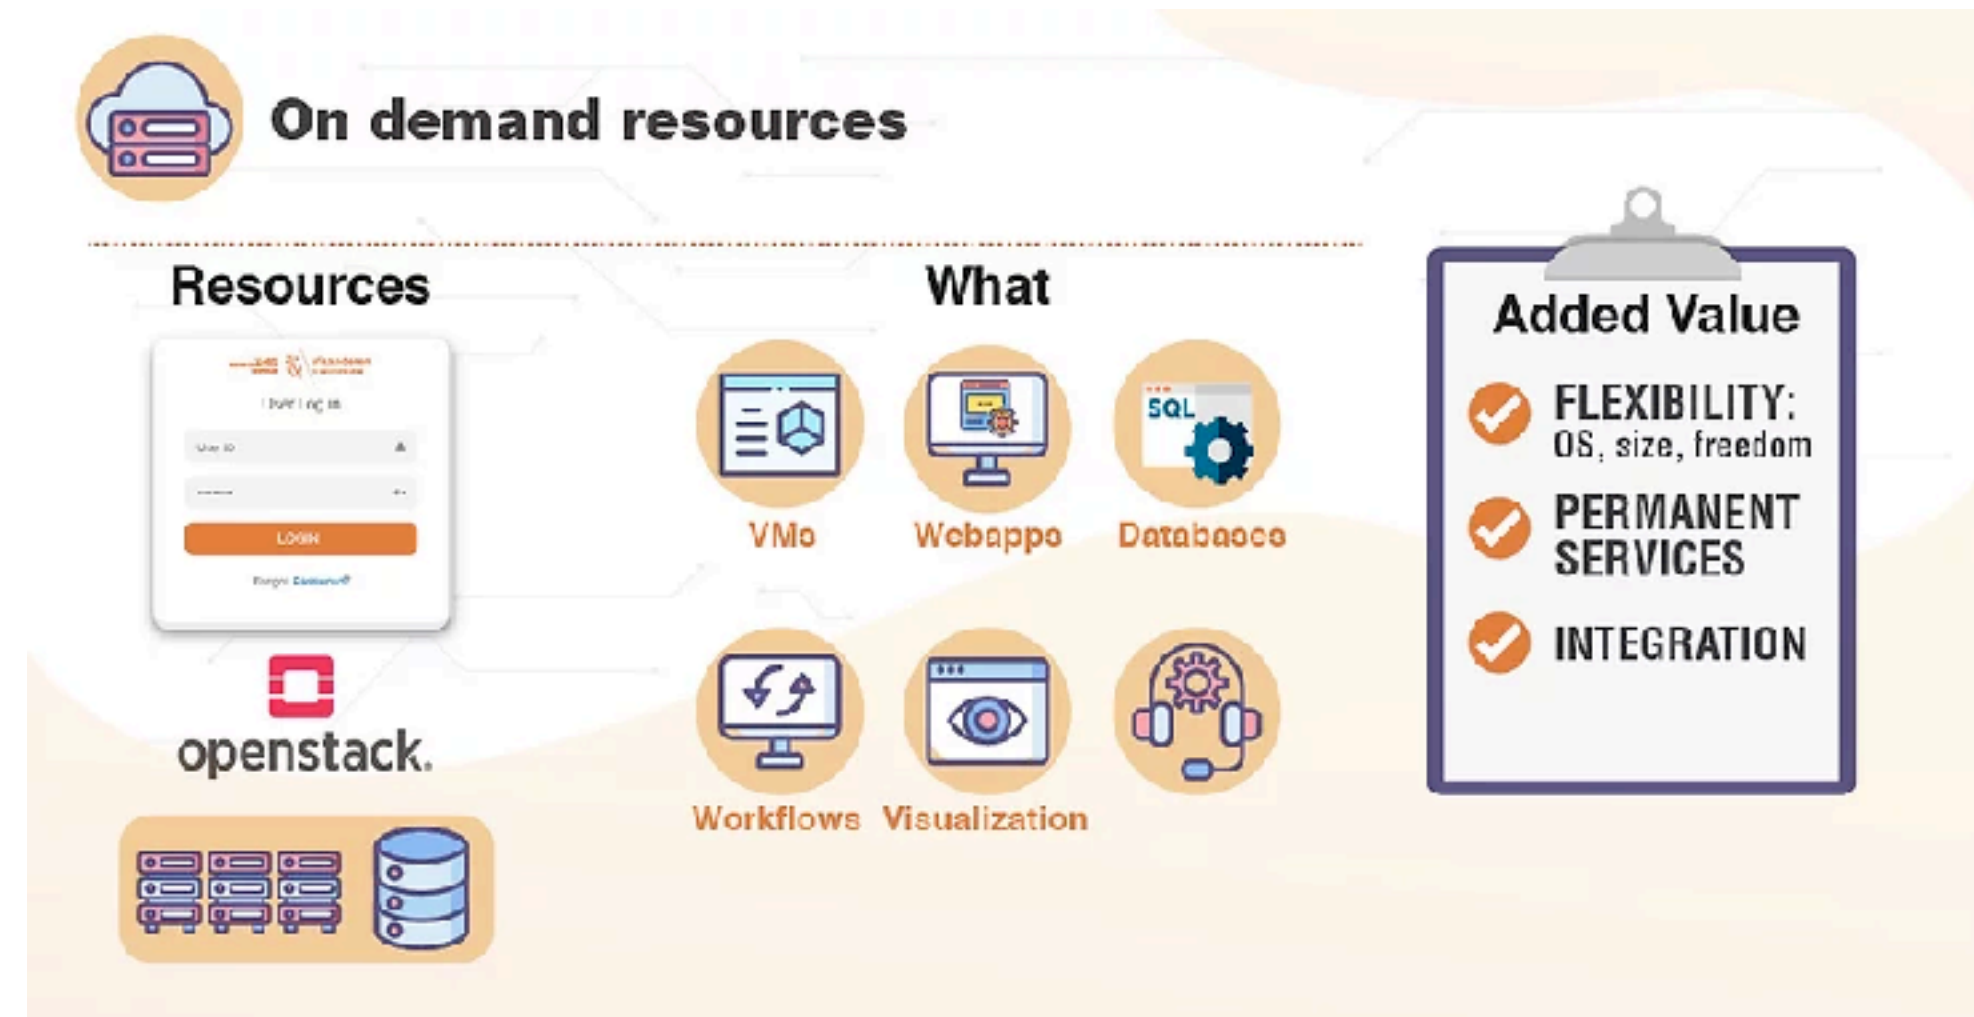 On demand resources
Resources
LOGIN
openstack.
What
SQL
VMs
Webapps
Databases
Workflows
Visualization
Added Value
FLEXIBILITY:
OS, size, freedom
PERMANENT
SERVICES
INTEGRATION